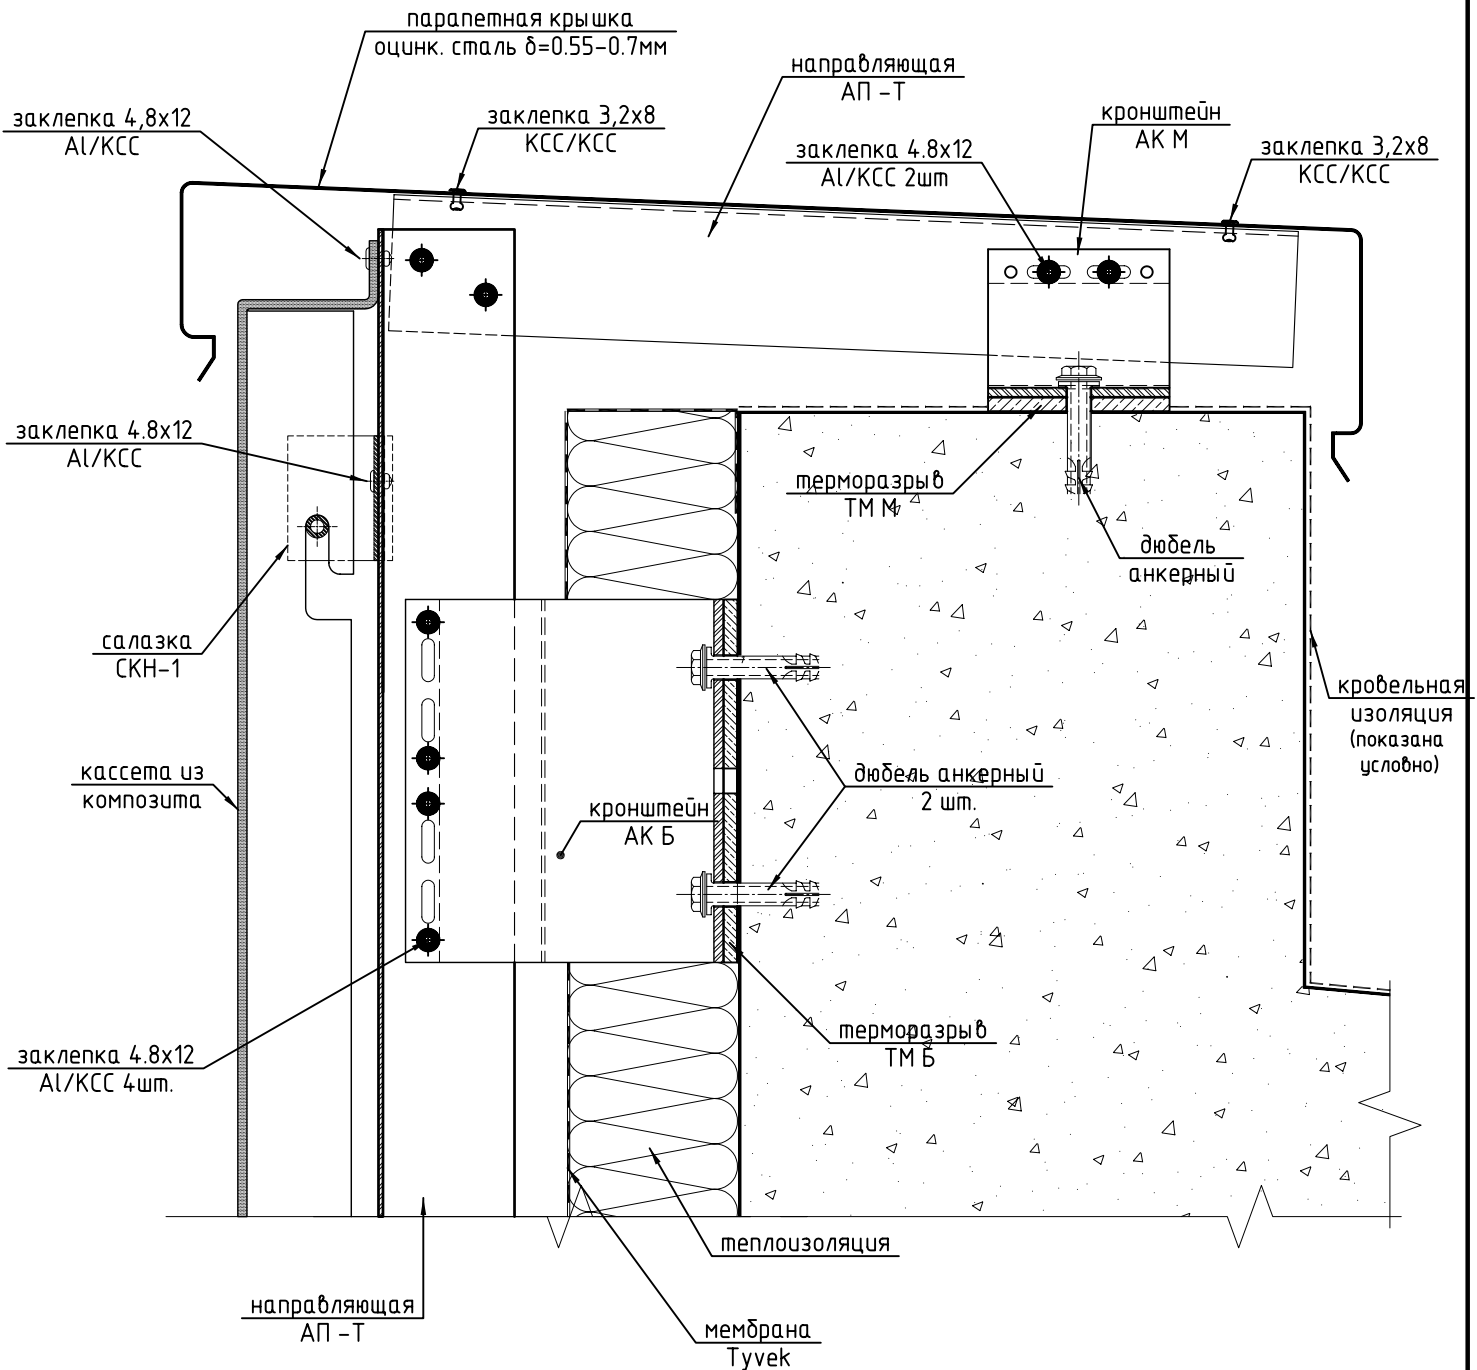 парапетная крышка
оцинк. сталь δ=0.55-0.7мм
направляющая
АП -Т
заклепка 4,8х12
Al/КСС
заклепка 3,2х8
КСС/КСС
кронштейн
АК М
заклепка 4.8х12
Al/КСС 2шт
заклепка 3,2х8
КСС/КСС
заклепка 4.8х12
Al/КСС
терморазрыв
ТМ М
дюбель
анкерный
салазка
СКН-1
кровельная
изоляция
(показана
условно)
кассета из
композита
дюбель анкерный
2 шт.
кронштейн
АК Б
терморазрыв
ТМ Б
заклепка 4.8х12
Al/КСС 4шт.
теплоизоляция
направляющая
АП -Т
мембрана
Tyvek